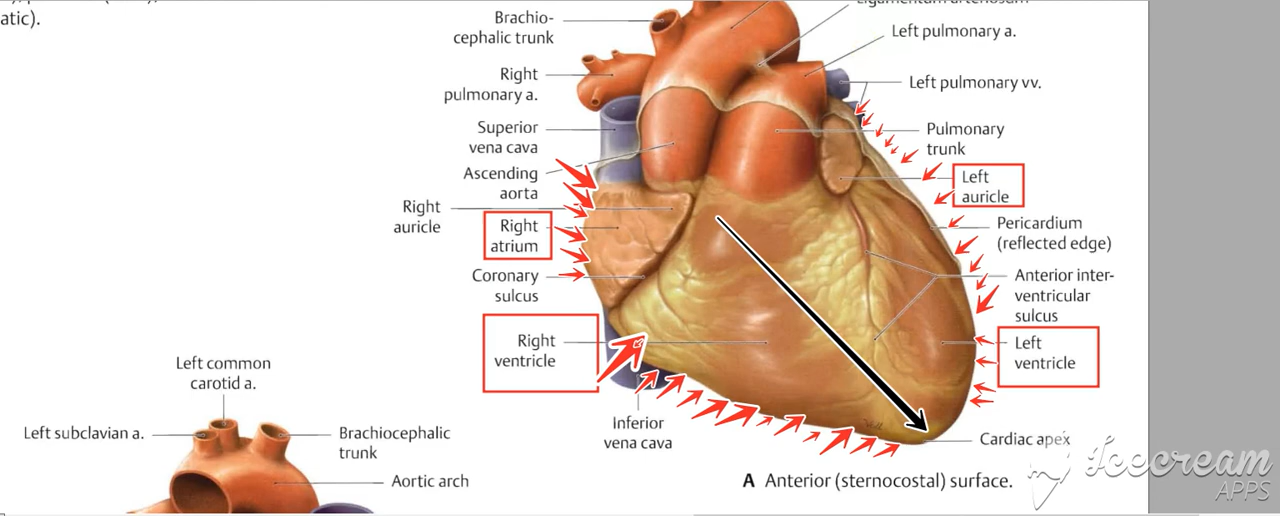 atic).
Brachio-
cephalic trunk
Left pulmonary a.
Right
pulmonary a.
Left pulmonary vv.
Superior
vena cava
Pulmonary
trunk
Ascending
aorta
Left
auricle
Right
auricle
Right
atrium
Pericardium
(reflected edge)
Coronary
sulcus
Anterior inter-
ventricular
sulcus
Right
ventricle
Left
ventricle
Left common
carotid a.
Inferior
vena cava
Left subclavian a.
Brachiocephalic
trunk
Cardiac apex
Aortic arch
A Anterior (sternocostal) surface.
Icecream
APPS